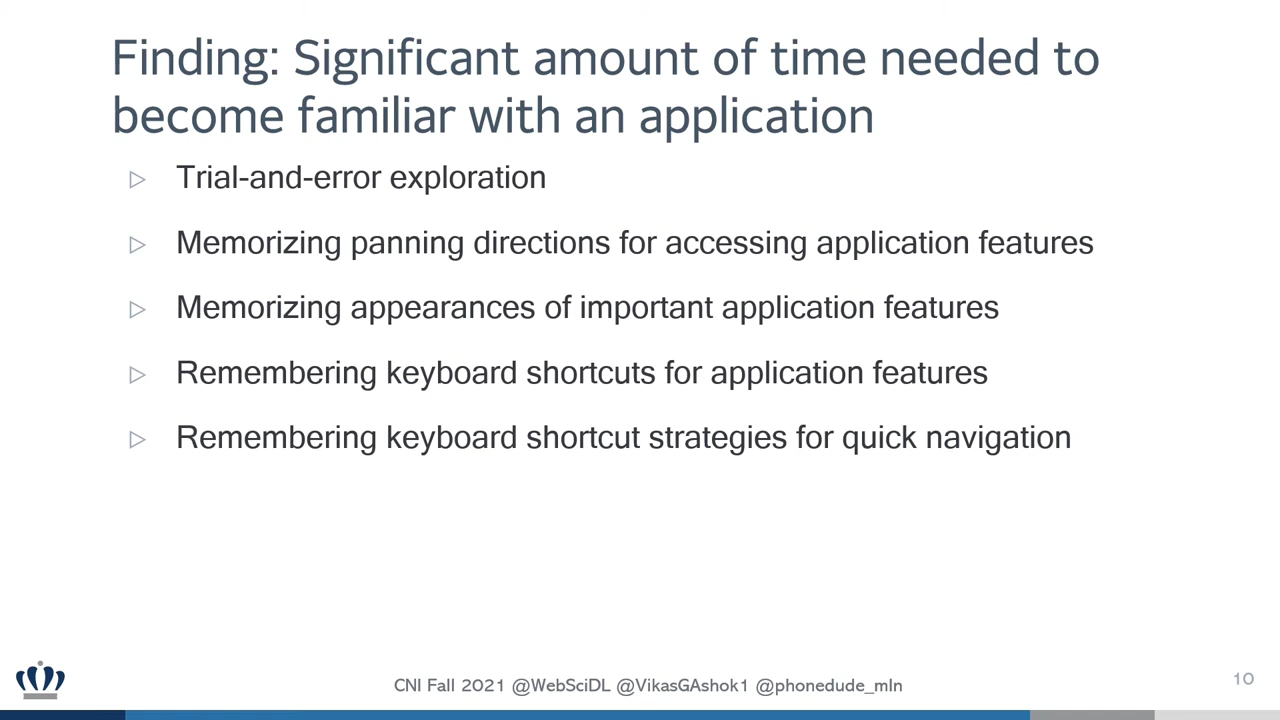 Finding: Significant amount of time needed to
become familiar with an application
Trial-and-error exploration
Memorizing panning directions for accessing application features
Memorizing appearances of important application features
Remembering keyboard shortcuts for application features
Remembering keyboard shortcut strategies for quick navigation
CNI Fall 2021 @WebSciDL @VikasGAshok1 @phonedude_mln
10